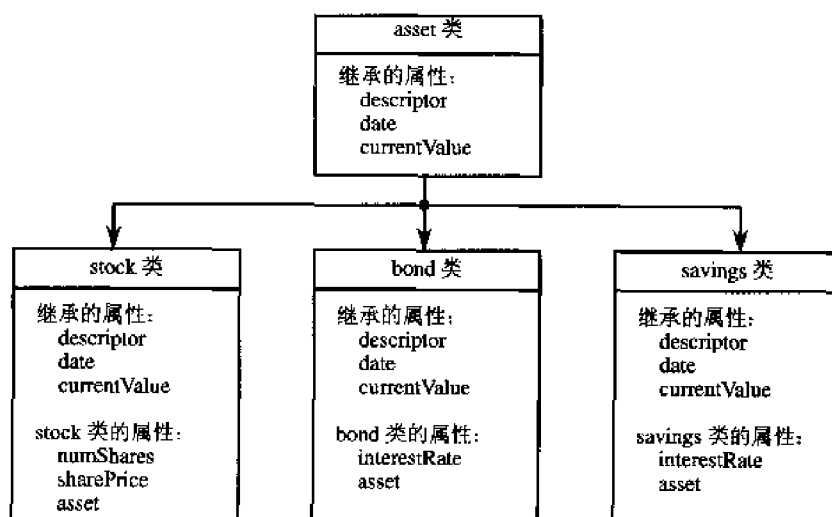 asset 类
继承的属性:
descriptor
date
currentValue
stock 类
继承的属性:
descriptor
date
currentValue
stock 类的属性:
numShares
sharePrice
asset
bond 类
继承的属性:
descriptor
date
currentValue
bond 类的属性:
interestRate
asset
savings 类
继承的属性:
descriptor
date
currentValue
savings 类的属性:
interestRate
asset